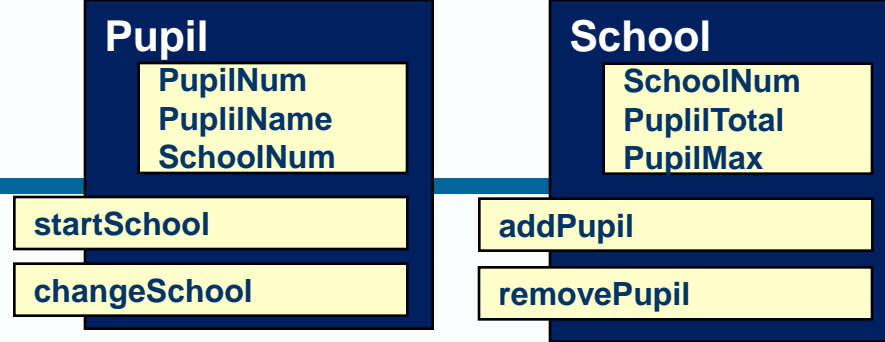 Pupil
PupilNum
PuplilName
SchoolNum
startSchool
changeSchool
School
SchoolNum
PuplilTotal
PupilMax
addPupil
removePupil